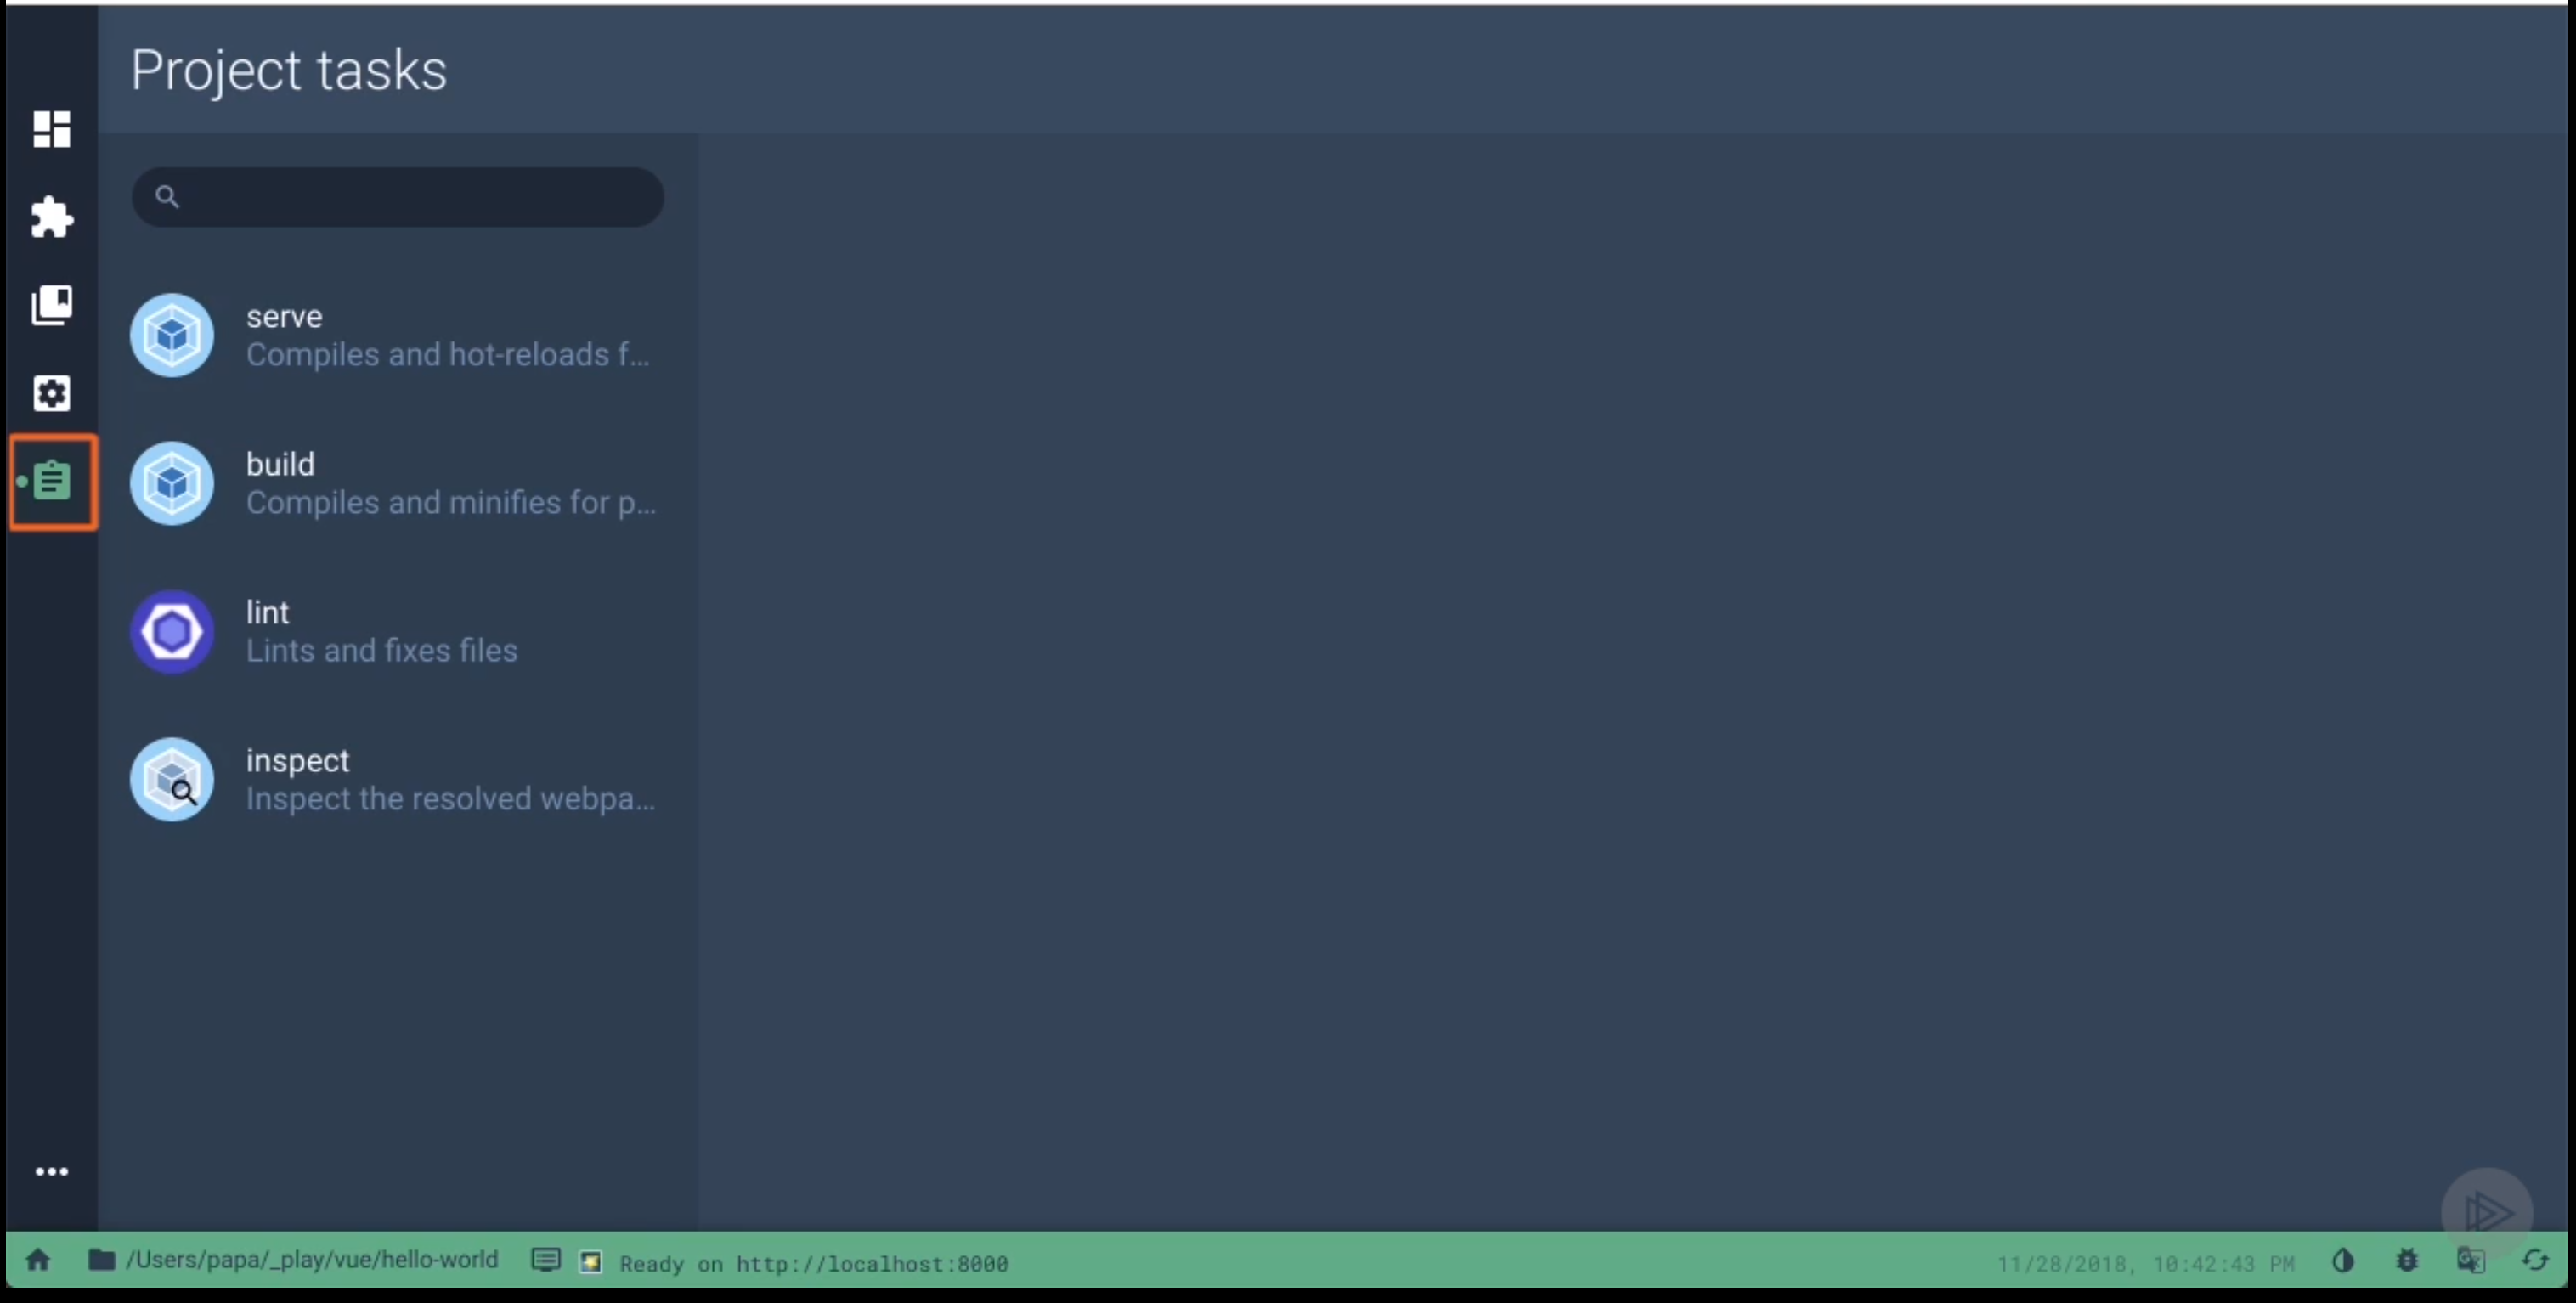 Project tasks
serve
Compiles and hot-reloads f...
build
Compiles and minifies for p...
lint
Lints and fixes files
inspect
Inspect the resolved webpa...
/Users/papa/_play/vue/hello-world Ready on http://localhost:8000 11/28/2018, 10:42:43 PM